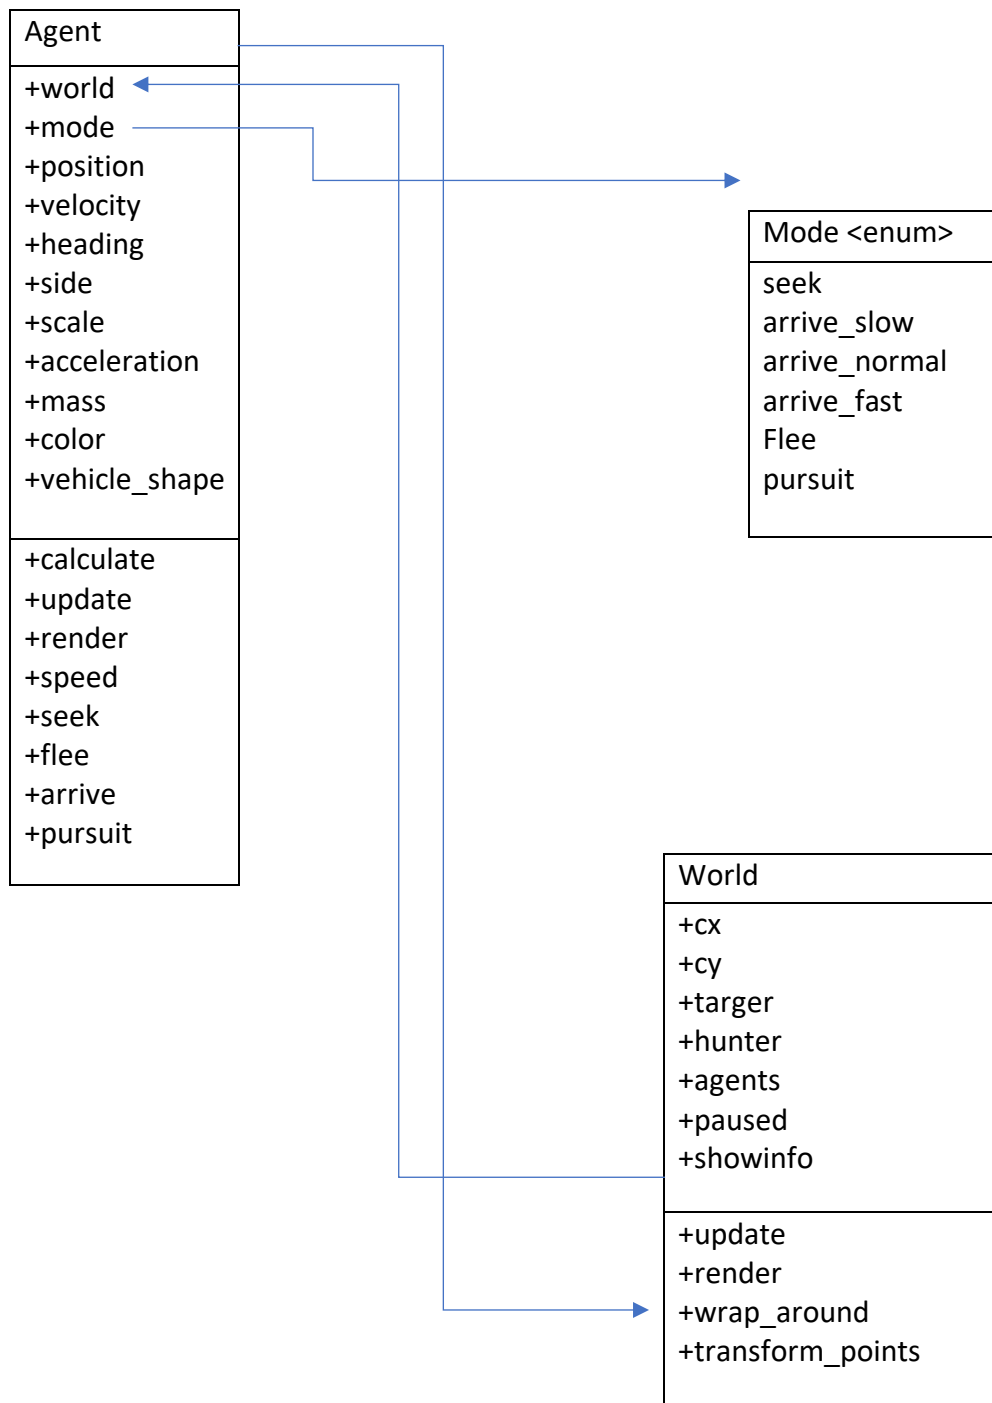 Agent
+world
+mode
+position
+velocity
+heading
+side
+scale
+acceleration
+mass
+color
+vehicle_shape
+calculate
+update
+render
+speed
+seek
+flee
+arrive
+pursuit
Mode <enum>
seek
arrive_slow
arrive_normal
arrive_fast
Flee
pursuit
World
+cx
+cy
+targer
+hunter
+agents
+paused
+showinfo
+update
+render
+wrap_around
+transform_points